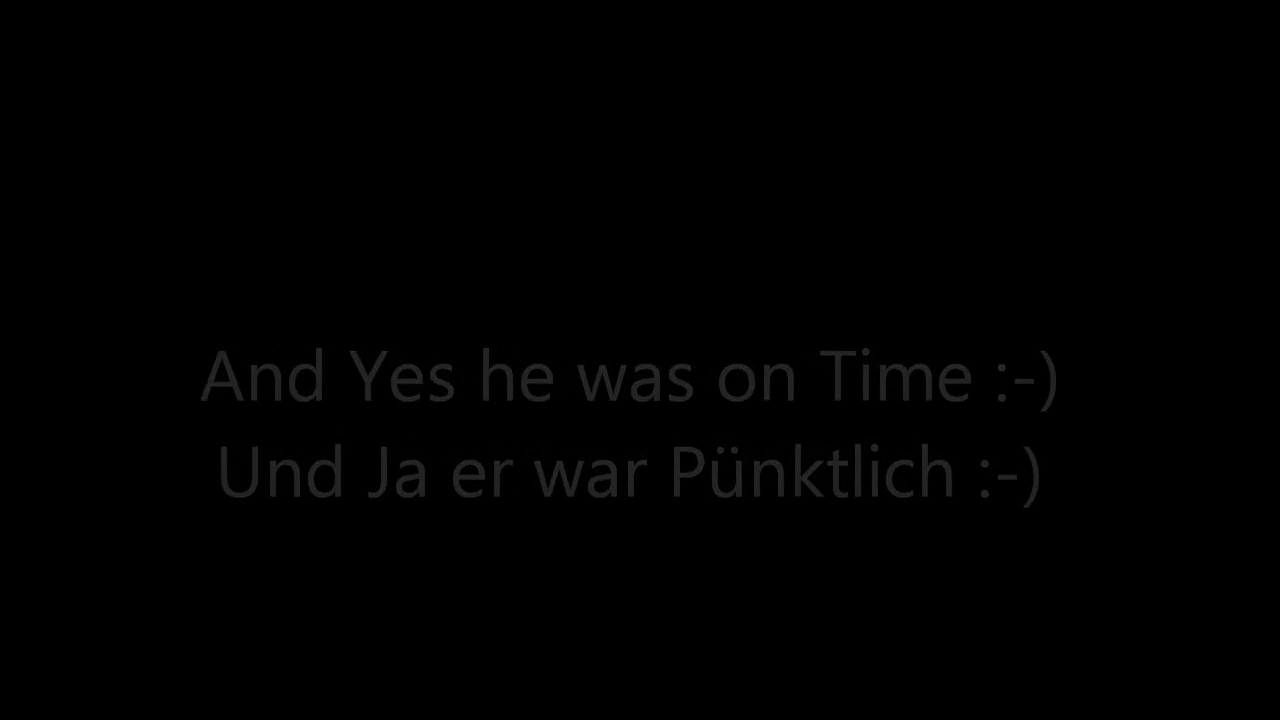 And Yes he was on Time :-)
Und Ja er war Pünktlich :-)